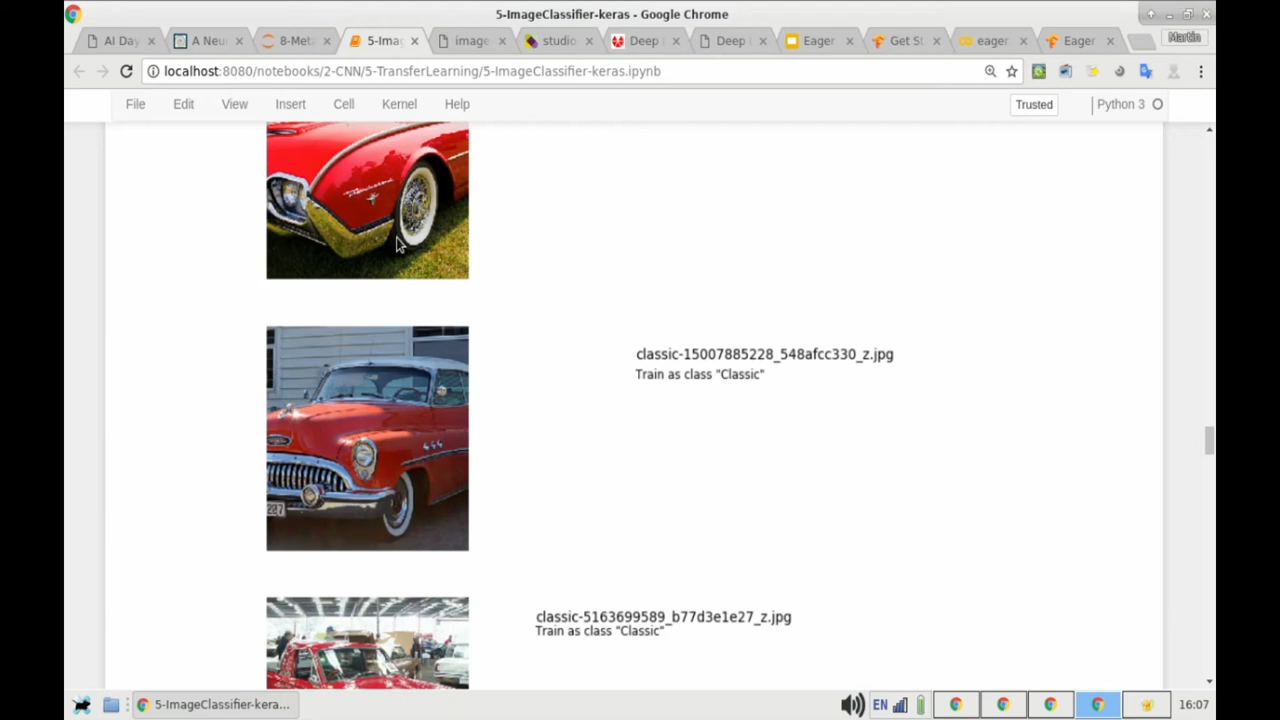 5-ImageClassifier-keras - Google Chrome
AI Day
A Neu
8-Meta
5-Imag
image
studio
Deep
Deep
Eager
Get St
eager
Eager
Martin
localhost:8080/notebooks/2-CNN/5-TransferLearning/5-ImageClassifier-keras.ipynb
File Edit View Insert Cell Kernel Help Trusted Python 3
classic-15007885228_548afcc330_z.jpg
Train as class "Classic"
classic-5163699589_b77d3e1e27_z.jpg
Train as class "Classic"
5-ImageClassifier-kera... EN 16:07